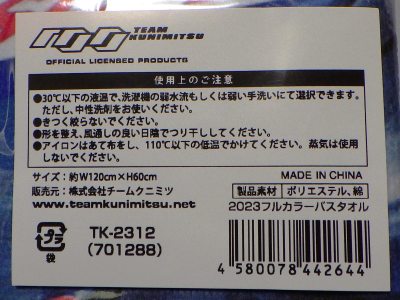 100 TEAM
KUNIMITSU
OFFICIAL LICENSED PRODUCTS
使用上のご注意
●30℃以下の液温で、洗濯機の弱水流もしくは弱い手洗いにて選択できます。
ただし、中性洗剤をお使いください。
●きつく絞らないでください。
●形を整え、風通しの良い日陰でつり干ししてください。
●アイロンはあて布をし、110℃以下の低温でかけてください。蒸気は使用
しないでください。
サイズ：約W120cm×H60cm
MADE IN CHINA
販売元：株式会社チームクニミツ
製品素材 ポリエステル、綿
www.teamkunimitsu.net
2023フルカラーバスタオル
TK-2312
(701288)
プラ
袋
4 580078 442644